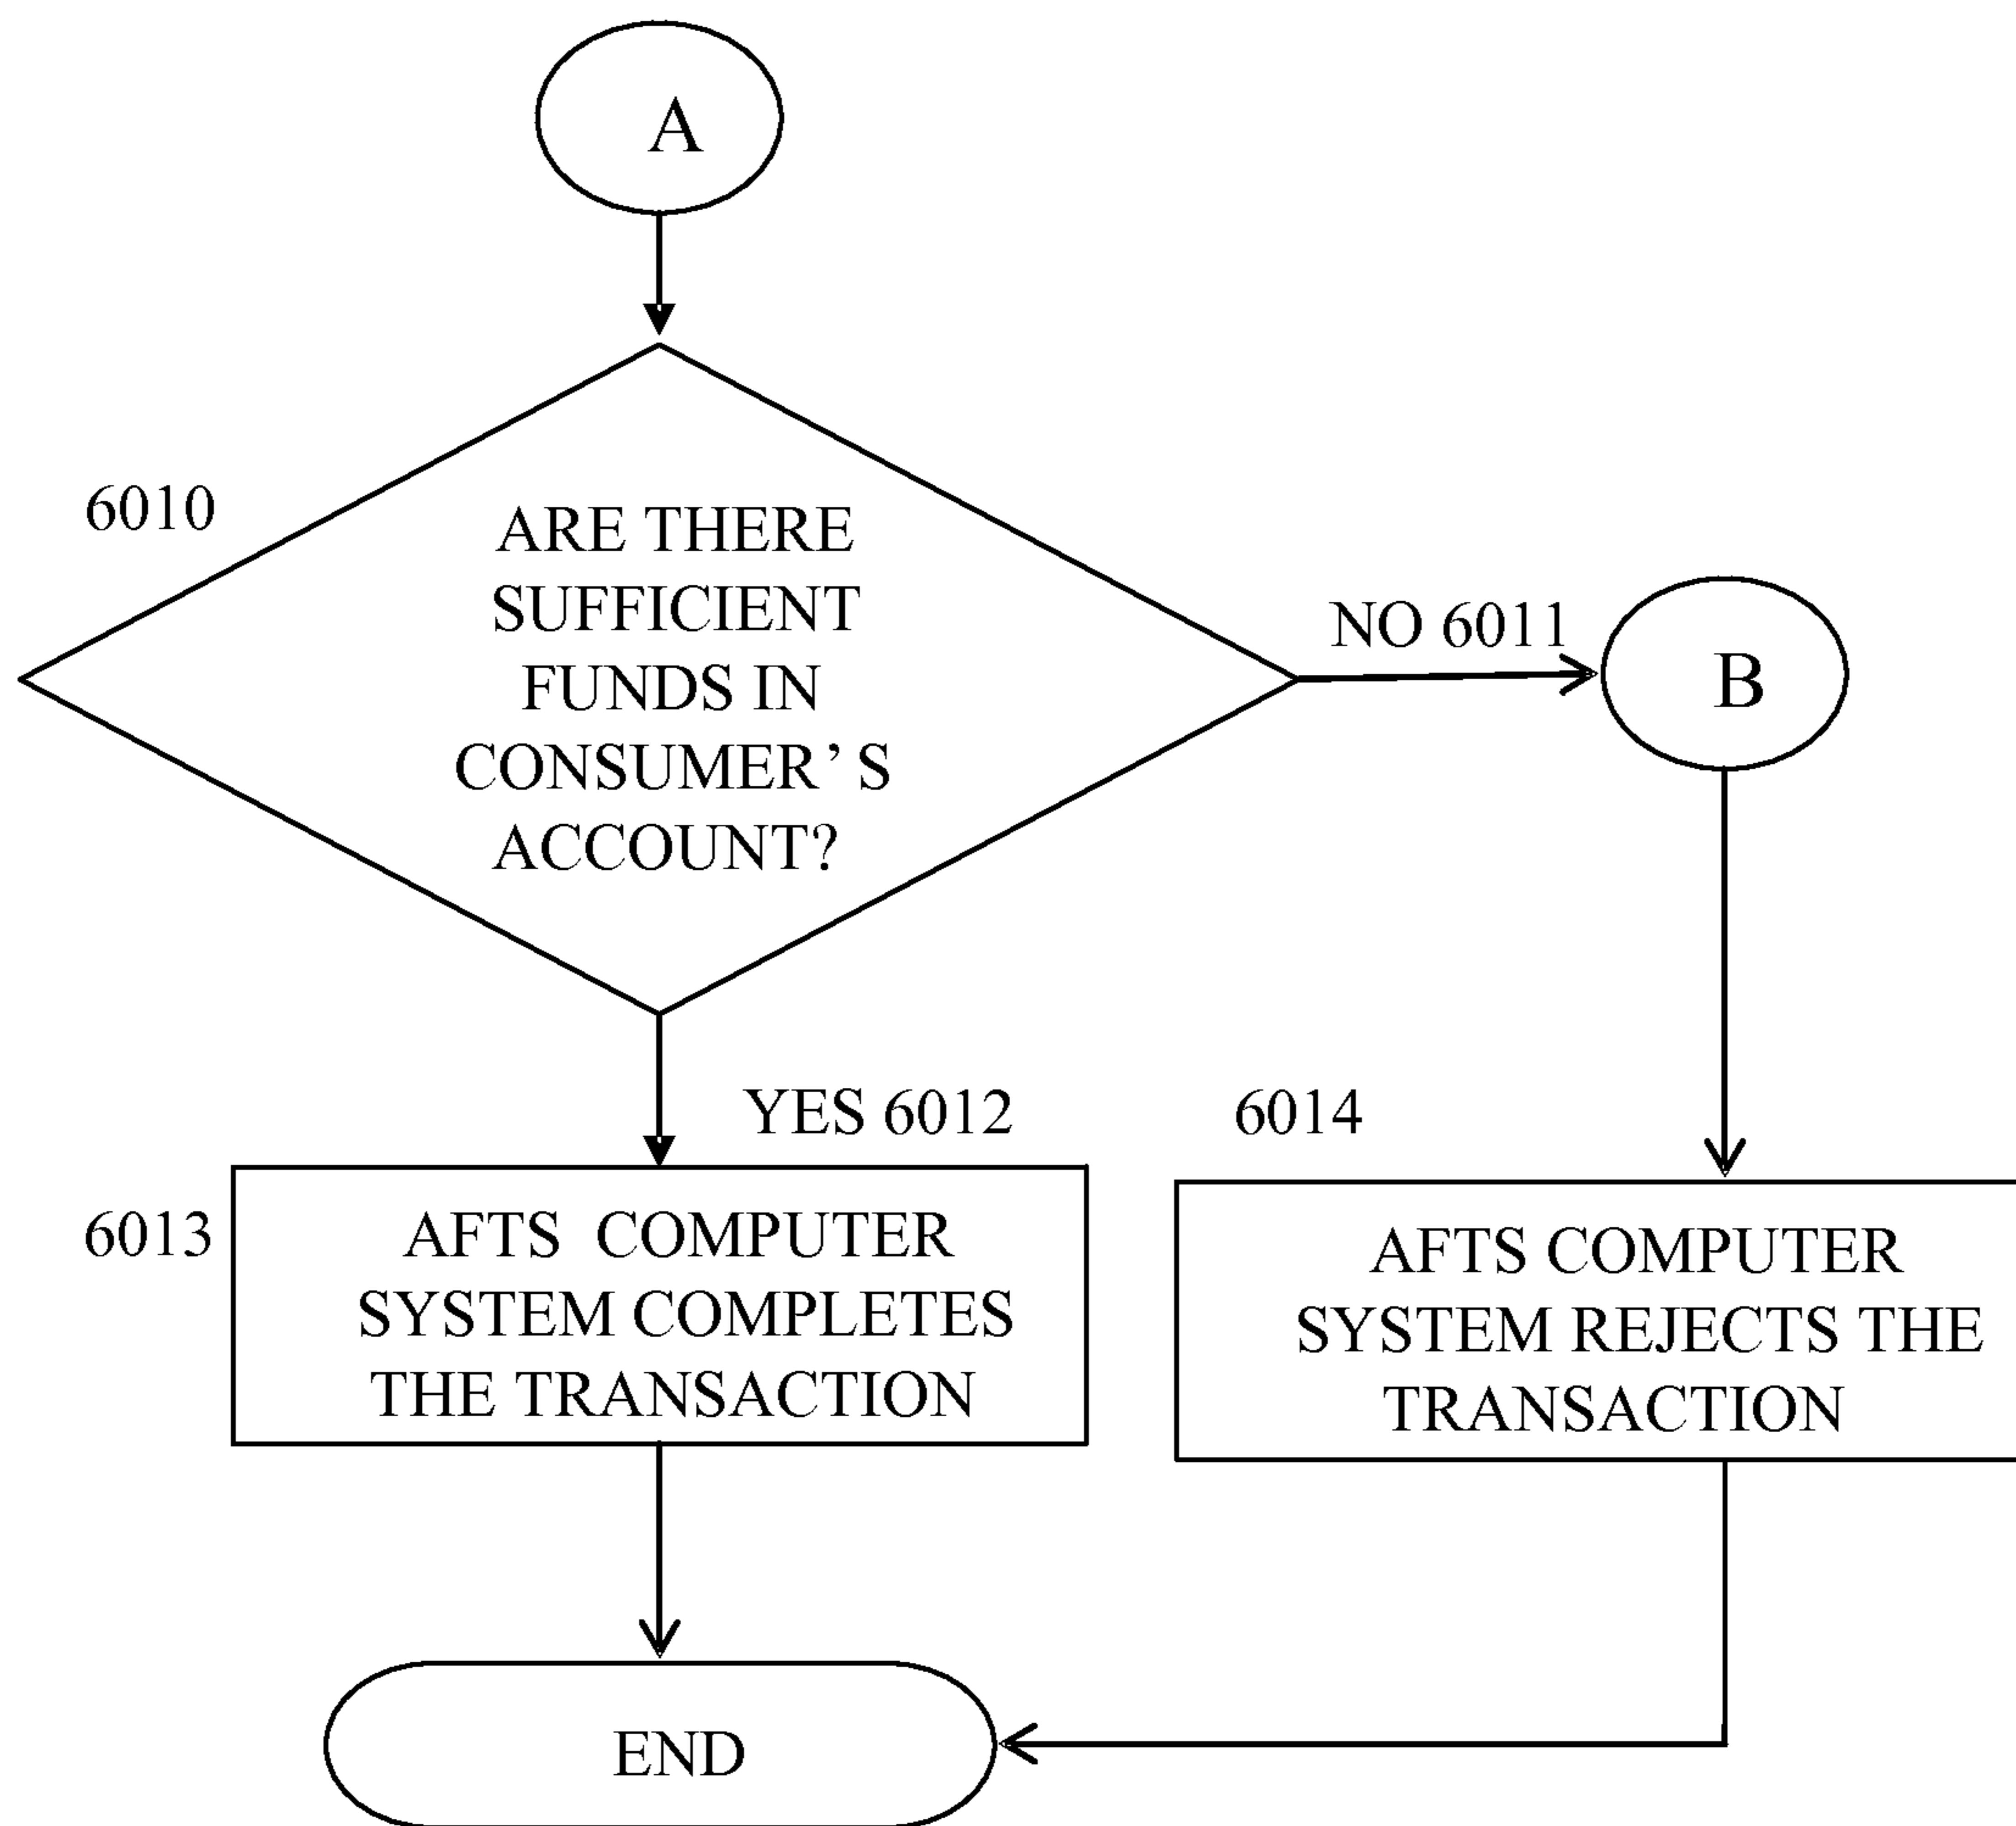 A
6010
ARE THERE
SUFFICIENT
FUNDS IN
CONSUMER'S
ACCOUNT?
NO 6011
B
YES 6012
6014
6013
AFTS COMPUTER
SYSTEM COMPLETES
THE TRANSACTION
AFTS COMPUTER
SYSTEM REJECTS THE
TRANSACTION
END